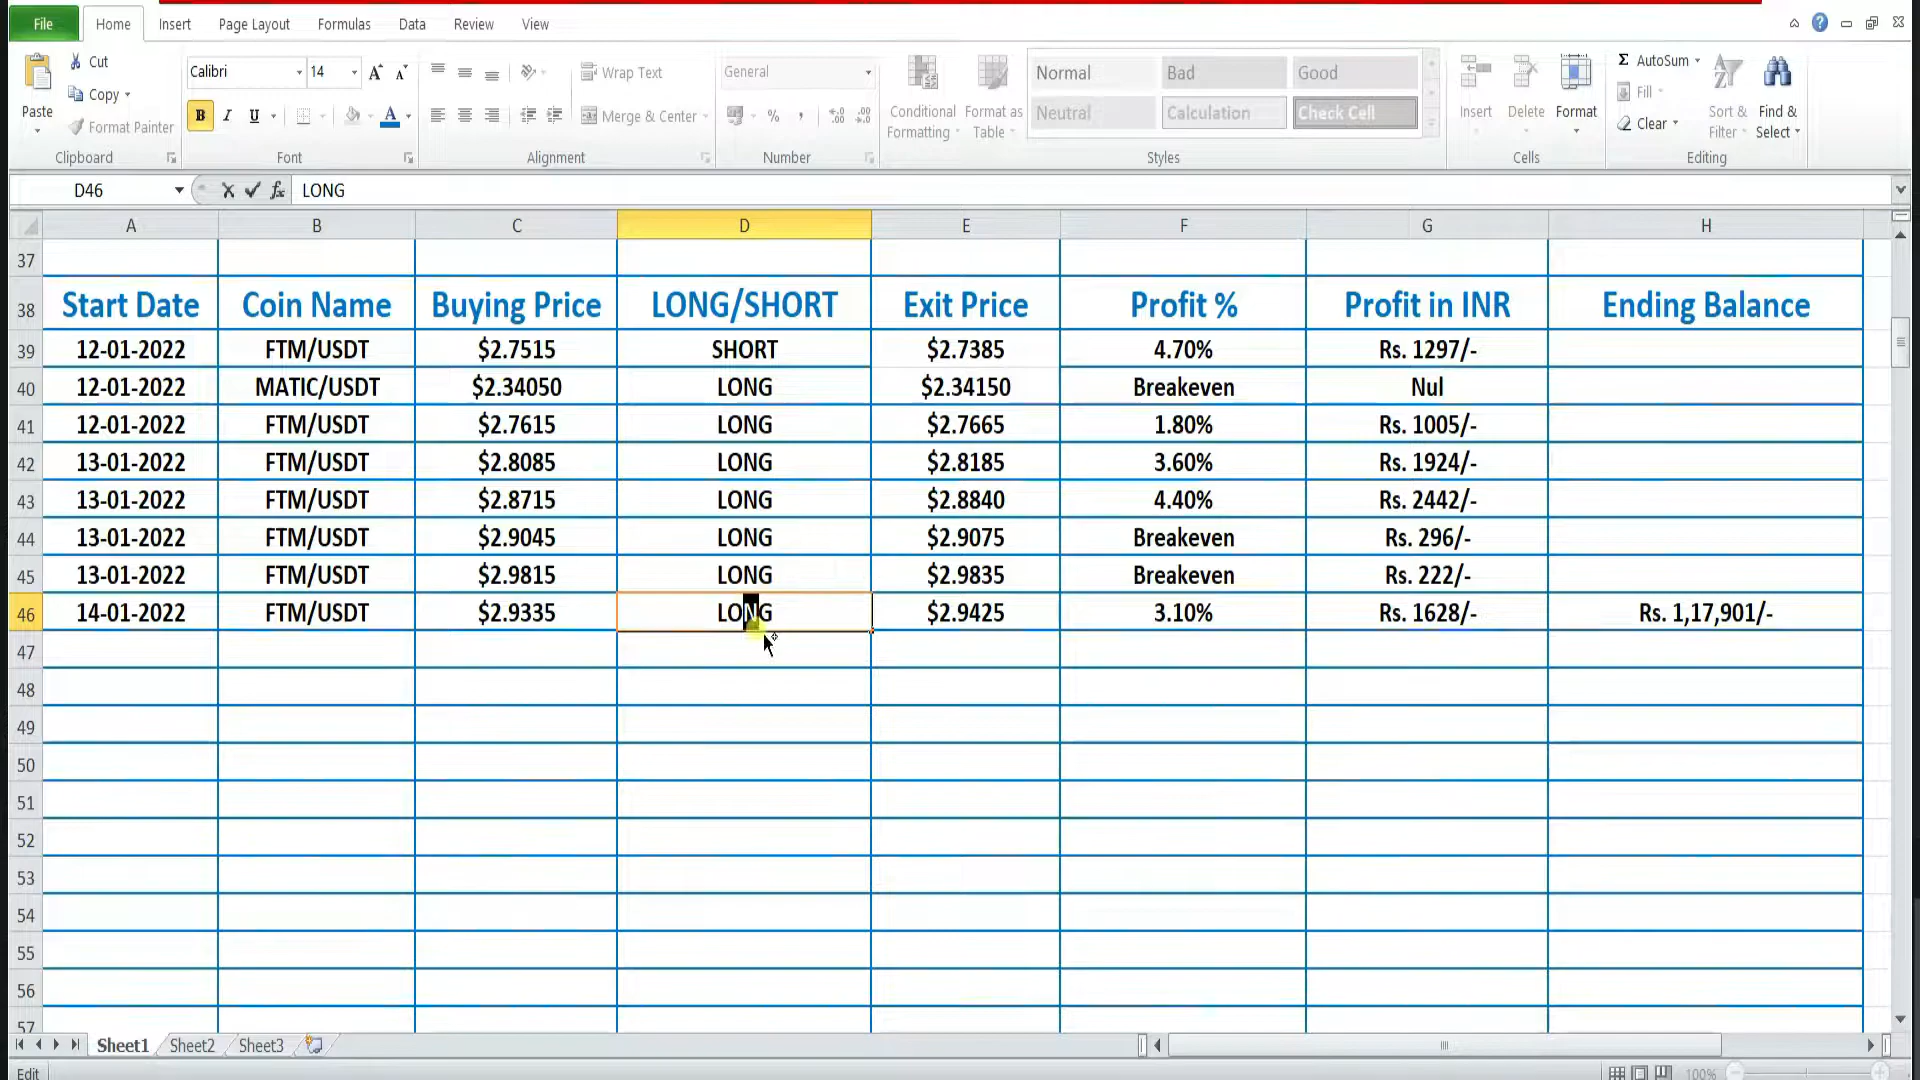 File Home Insert Page Layout Formulas Data Review View
Paste Cut Copy Format Painter Clipboard
Calibri 14 A A B I U A Font
Wrap Text Merge & Center Alignment
General % , Number
Conditional Formatting Format as Table Normal Bad Good Neutral Calculation Check Cell Styles
Insert Delete Format Cells
Σ AutoSum Fill Clear Sort & Filter Find & Select Editing
D46 fx LONG
A B C D E F G H
37
38 Start Date Coin Name Buying Price LONG/SHORT Exit Price Profit % Profit in INR Ending Balance
39 12-01-2022 FTM/USDT $2.7515 SHORT $2.7385 4.70% Rs. 1297/-
40 12-01-2022 MATIC/USDT $2.34050 LONG $2.34150 Breakeven Nul
41 12-01-2022 FTM/USDT $2.7615 LONG $2.7665 1.80% Rs. 1005/-
42 13-01-2022 FTM/USDT $2.8085 LONG $2.8185 3.60% Rs. 1924/-
43 13-01-2022 FTM/USDT $2.8715 LONG $2.8840 4.40% Rs. 2442/-
44 13-01-2022 FTM/USDT $2.9045 LONG $2.9075 Breakeven Rs. 296/-
45 13-01-2022 FTM/USDT $2.9815 LONG $2.9835 Breakeven Rs. 222/-
46 14-01-2022 FTM/USDT $2.9335 LONG $2.9425 3.10% Rs. 1628/- Rs. 1,17,901/-
47
48
49
50
51
52
53
54
55
56
57
Sheet1 Sheet2 Sheet3
Edit 100%